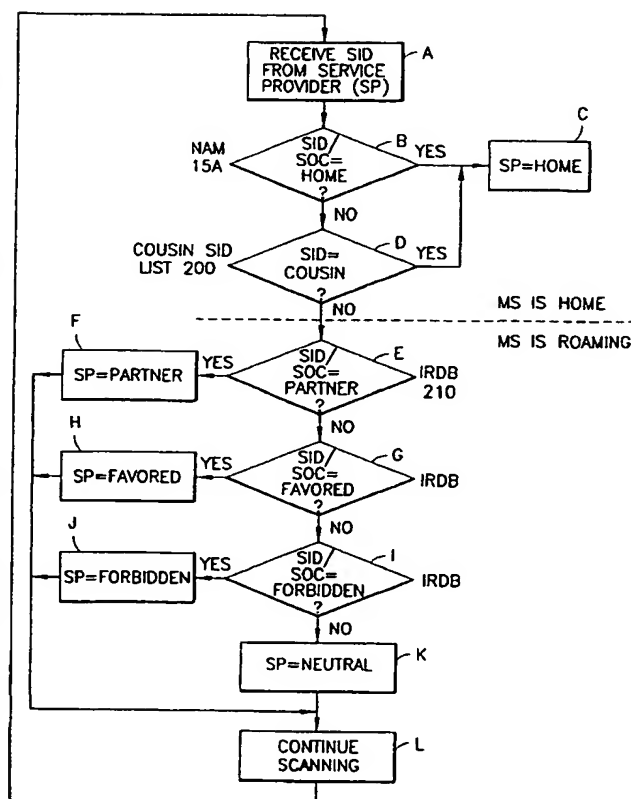 A
RECEIVE SID
FROM SERVICE
PROVIDER (SP)
NAM
15A
B
SID/
SOC=
HOME
?
YES
C
SP=HOME
NO
COUSIN SID
LIST 200
D
SID=
COUSIN
?
YES
NO
MS IS HOME
MS IS ROAMING
F
SP=PARTNER
YES
E
SID/
SOC=
PARTNER
?
IRDB
210
NO
H
SP=FAVORED
YES
G
SID/
SOC=
FAVORED
?
IRDB
NO
J
SP=FORBIDDEN
YES
I
SID/
SOC=
FORBIDDEN
?
IRDB
NO
K
SP=NEUTRAL
L
CONTINUE
SCANNING